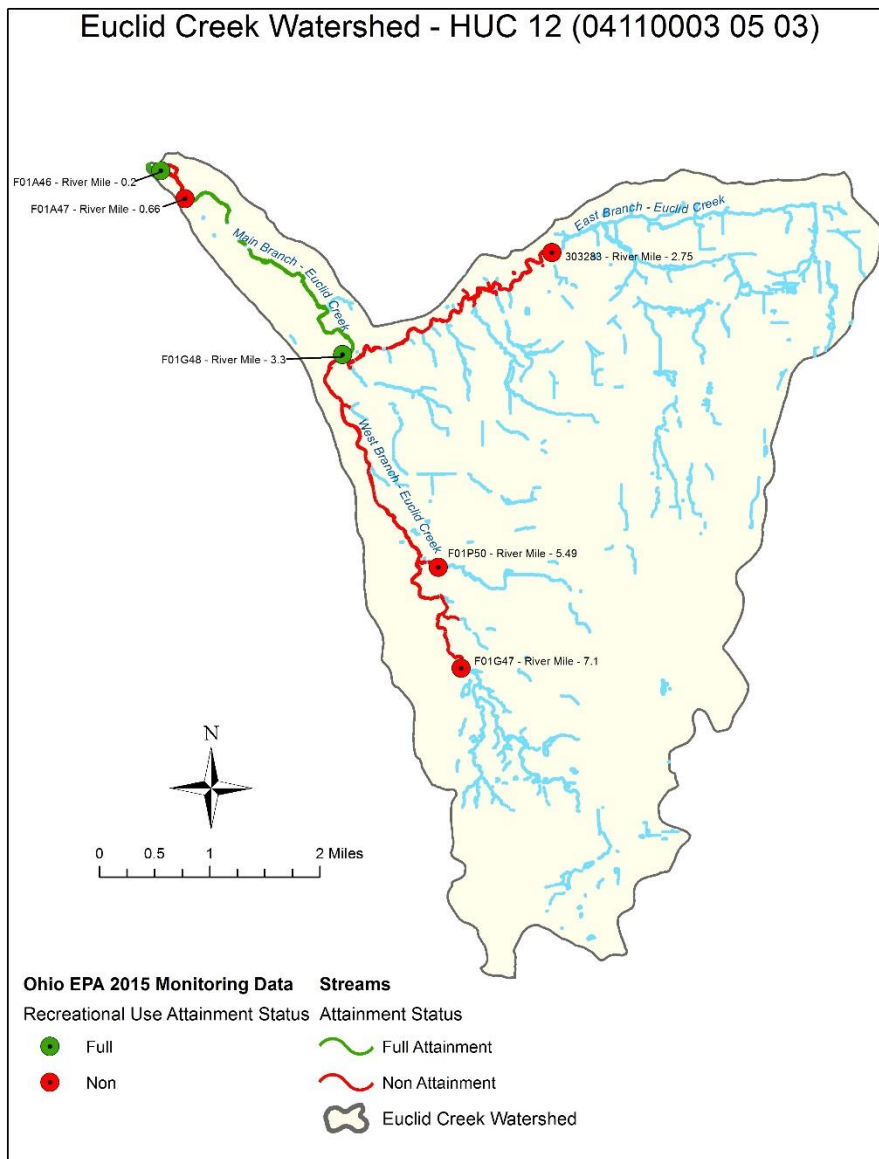 Euclid Creek Watershed - HUC 12 (04110003 05 03)
F01A46 - River Mile - 0.2
F01A47 - River Mile - 0.66
East Branch - Euclid Creek
Main Branch - Euclid Creek
303283 - River Mile - 2.75
F01G48 - River Mile - 3.3
West Branch - Euclid Creek
F01P50 - River Mile - 5.49
F01G47 - River Mile - 7.1
N
0 0.5 1 2 Miles
Ohio EPA 2015 Monitoring Data
Recreational Use Attainment Status
Full
Non
Streams
Attainment Status
Full Attainment
Non Attainment
Euclid Creek Watershed